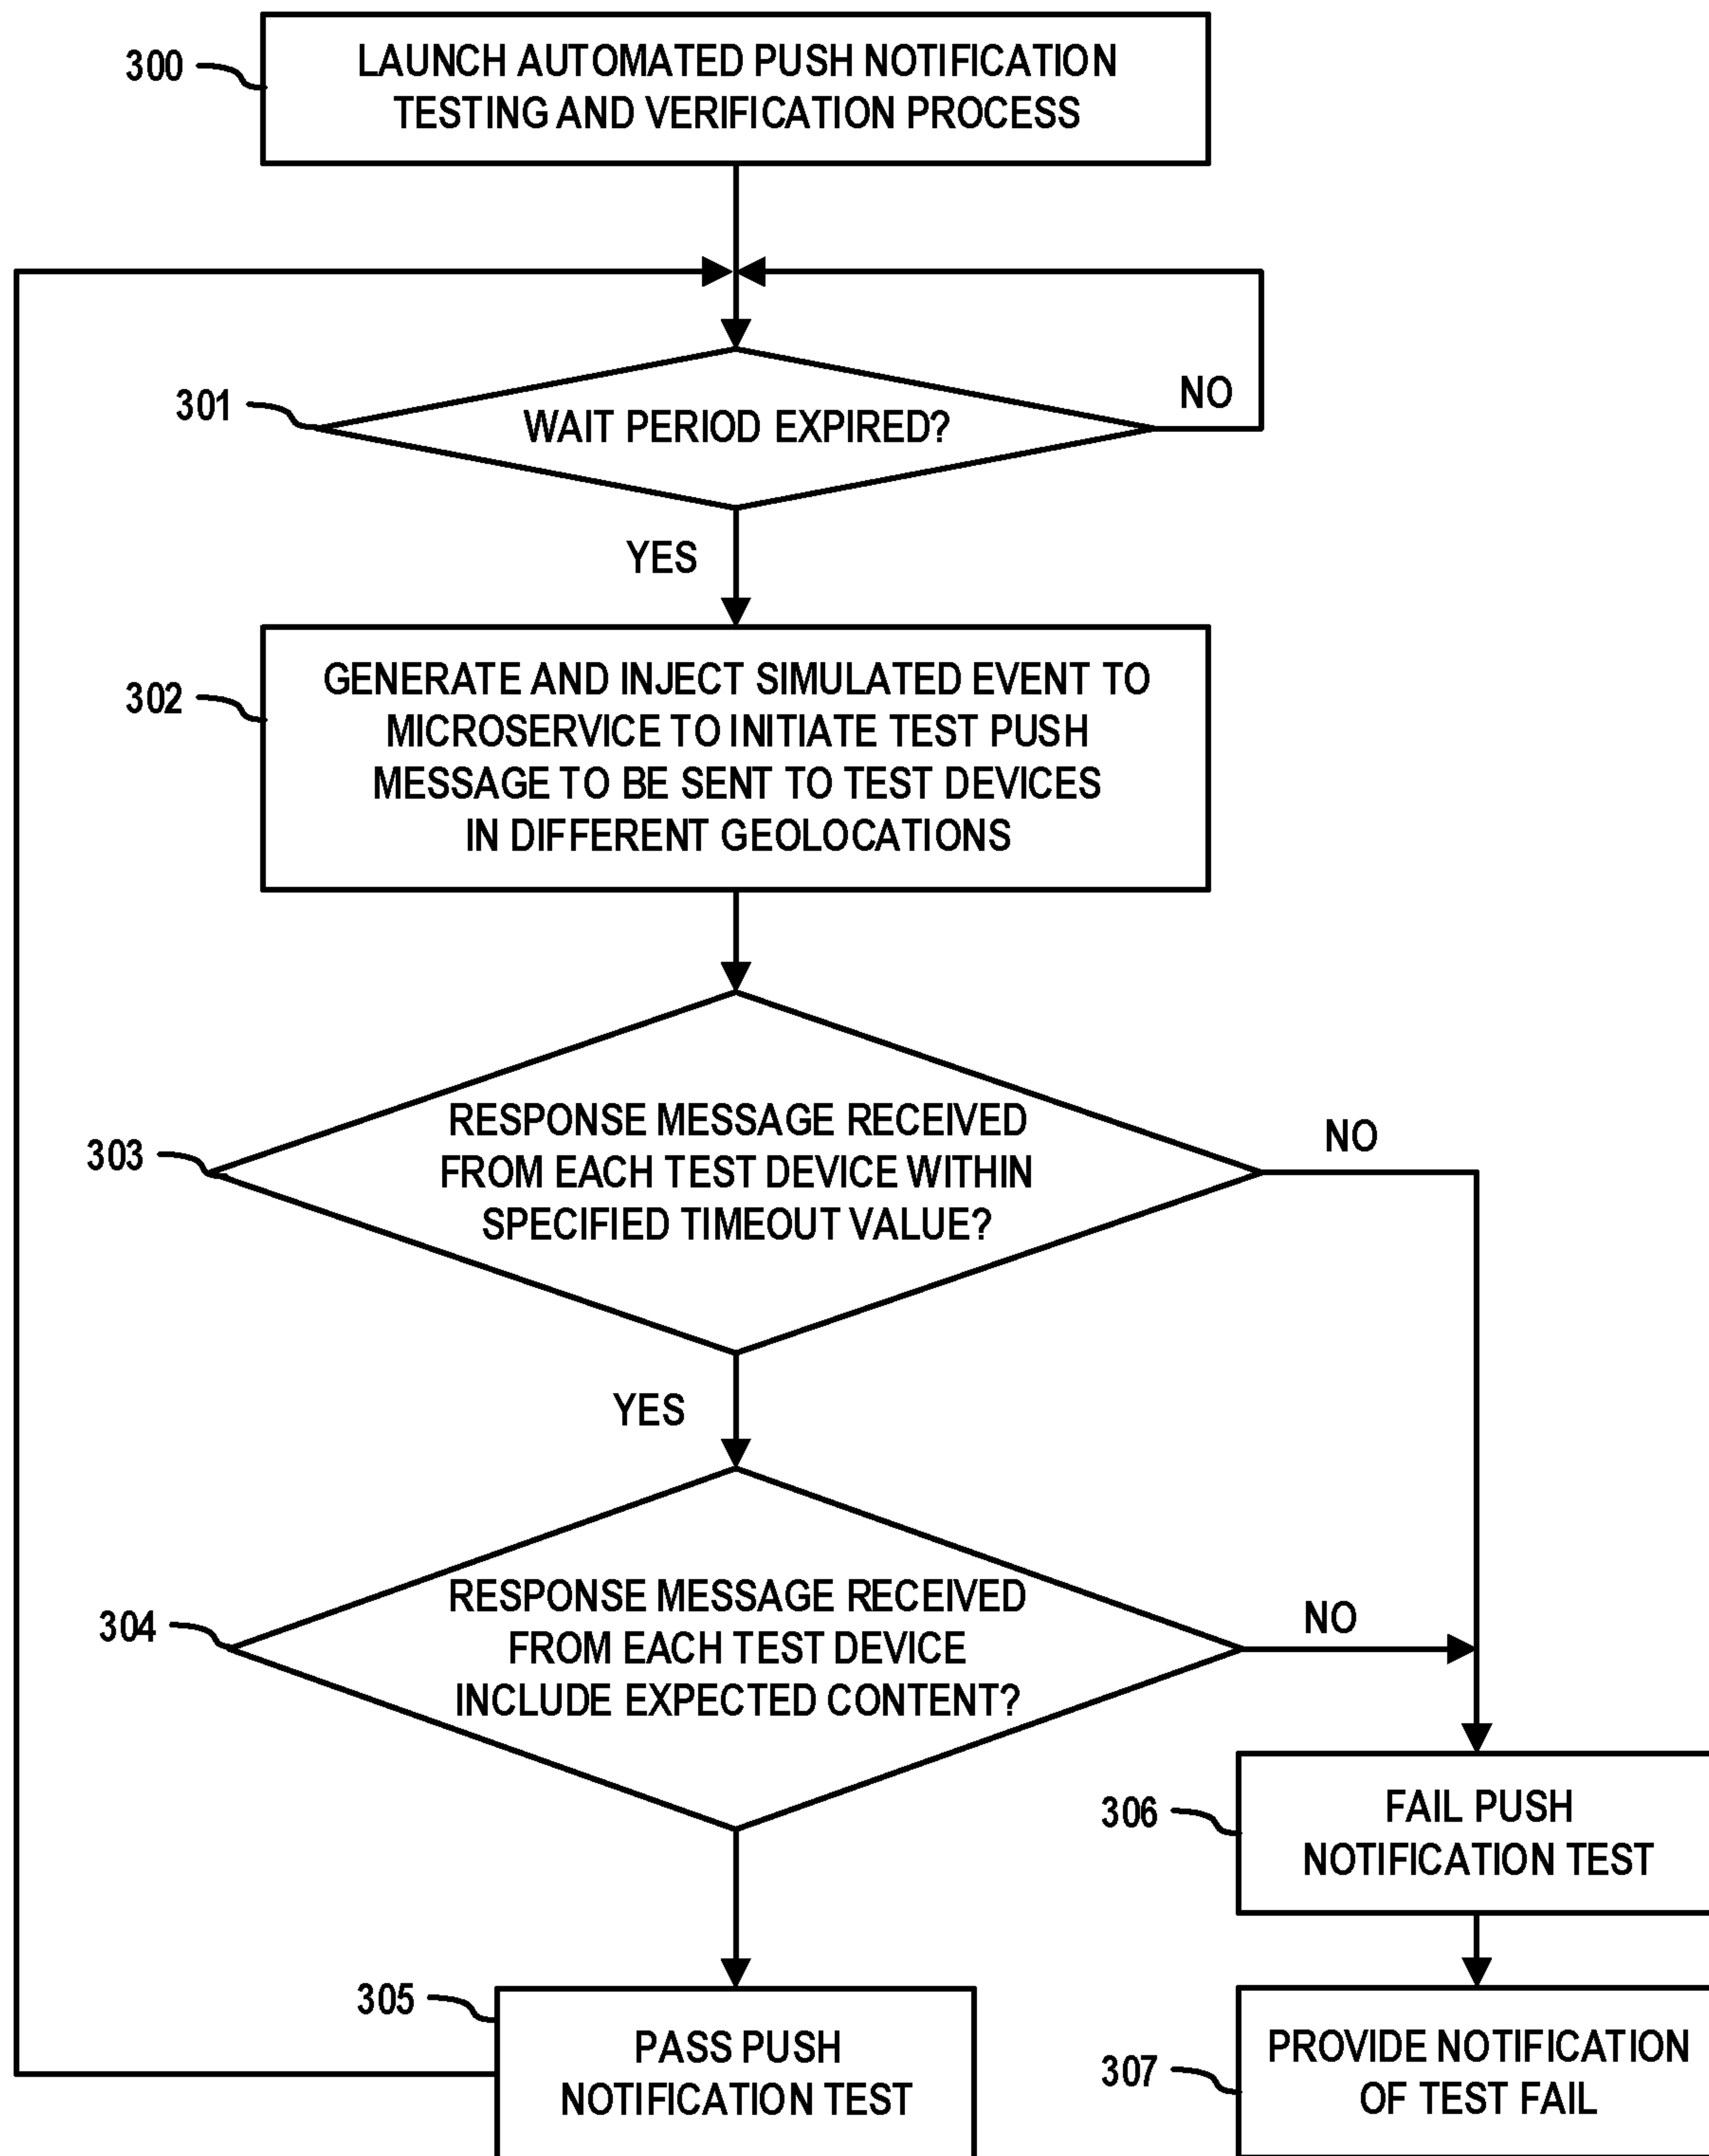 300
LAUNCH AUTOMATED PUSH NOTIFICATION
TESTING AND VERIFICATION PROCESS
301
WAIT PERIOD EXPIRED?
NO
YES
302
GENERATE AND INJECT SIMULATED EVENT TO
MICROSERVICE TO INITIATE TEST PUSH
MESSAGE TO BE SENT TO TEST DEVICES
IN DIFFERENT GEOLOCATIONS
303
RESPONSE MESSAGE RECEIVED
FROM EACH TEST DEVICE WITHIN
SPECIFIED TIMEOUT VALUE?
NO
YES
304
RESPONSE MESSAGE RECEIVED
FROM EACH TEST DEVICE
INCLUDE EXPECTED CONTENT?
NO
306
FAIL PUSH
NOTIFICATION TEST
305
PASS PUSH
NOTIFICATION TEST
307
PROVIDE NOTIFICATION
OF TEST FAIL